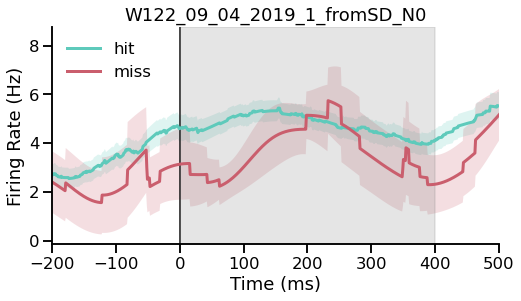 W122_09_04_2019_1_fromSD_N0
hit
miss
Firing Rate (Hz)
8
6
4
2
0
−200 −100 0 100 200 300 400 500
Time (ms)